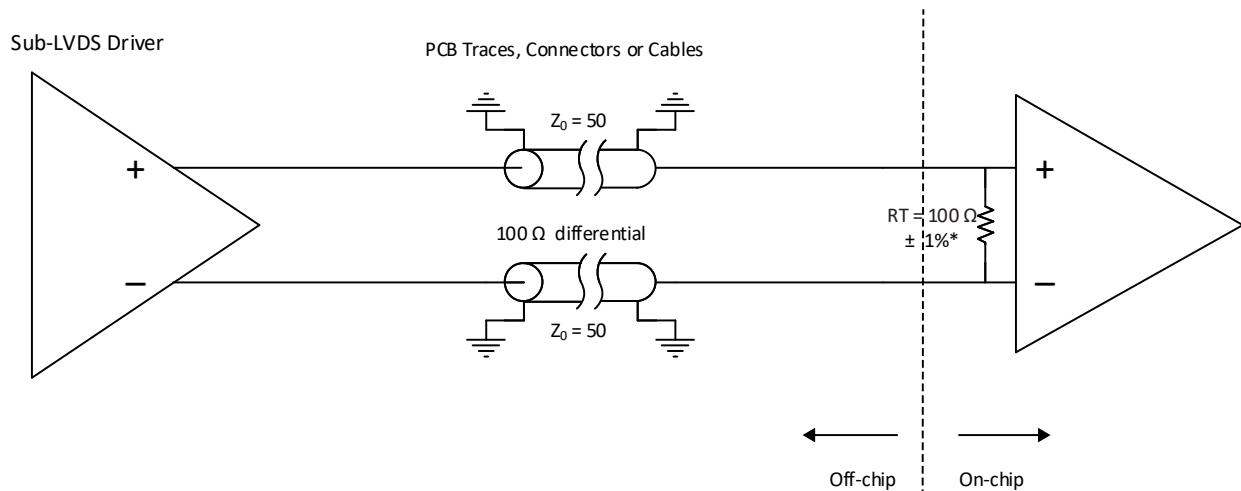 Sub-LVDS Driver
PCB Traces, Connectors or Cables
Z0 = 50
+
+
RT = 100 Ω
± 1%*
100 Ω differential
−
−
Z0 = 50
Off-chip
On-chip